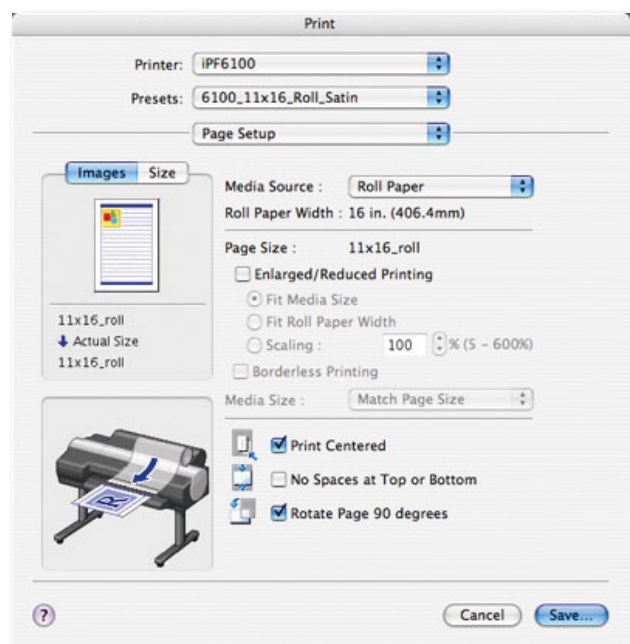 Print
Printer: iPF6100
Presets: 6100_11x16_Roll_Satin
Page Setup
Images Size
11x16_roll
Actual Size
11x16_roll
Media Source : Roll Paper
Roll Paper Width : 16 in. (406.4mm)
Page Size : 11x16_roll
Enlarged/Reduced Printing
Fit Media Size
Fit Roll Paper Width
Scaling : 100 % (5 - 600%)
Borderless Printing
Media Size : Match Page Size
Print Centered
No Spaces at Top or Bottom
Rotate Page 90 degrees
R
? Cancel Save...